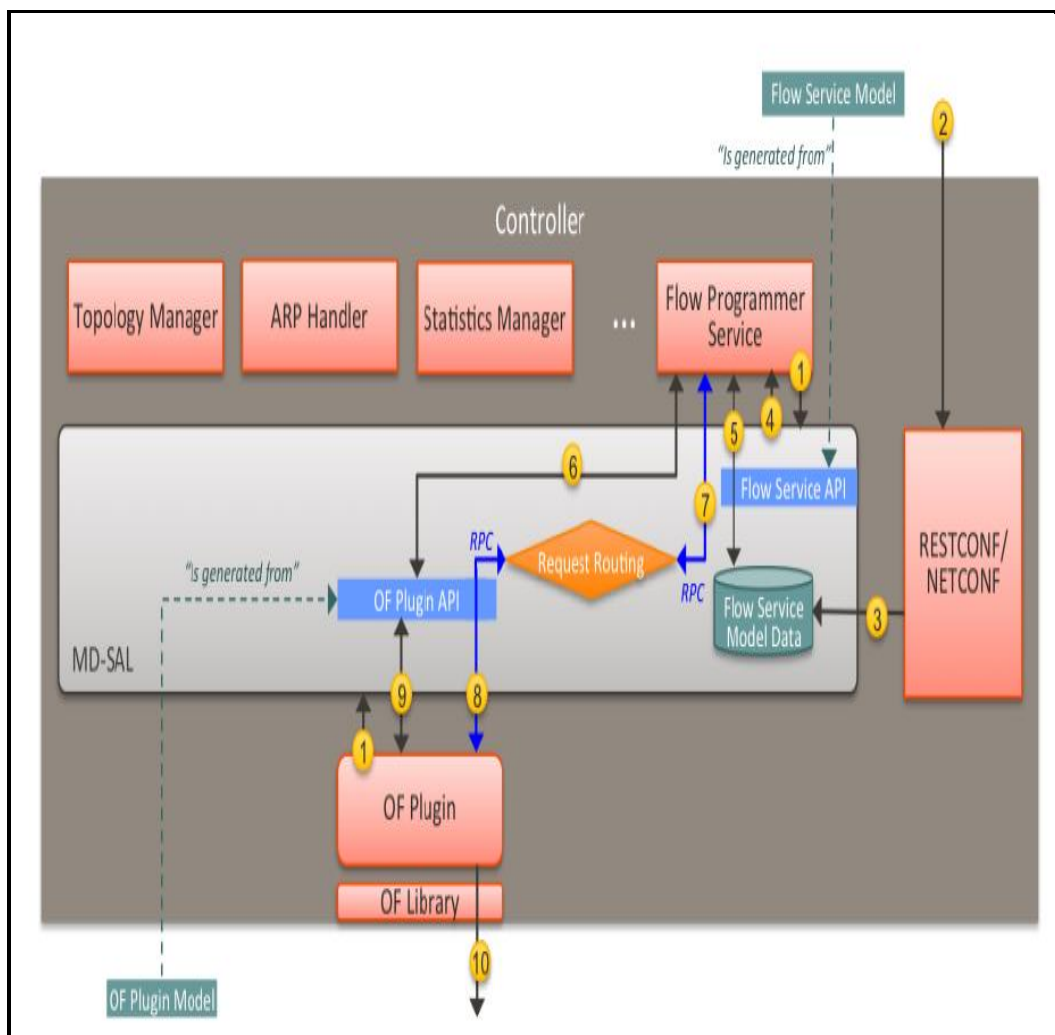 Flow Service Model
2
"Is generated from"
Controller
Topology Manager
ARP Handler
Statistics Manager
...
Flow Programmer
Service
1
4
5
6
Flow Service API
7
RPC
Request Routing
RPC
"Is generated from"
OF Plugin API
Flow Service
Model Data
3
RESTCONF/
NETCONF
MD-SAL
9
8
1
OF Plugin
OF Library
10
OF Plugin Model